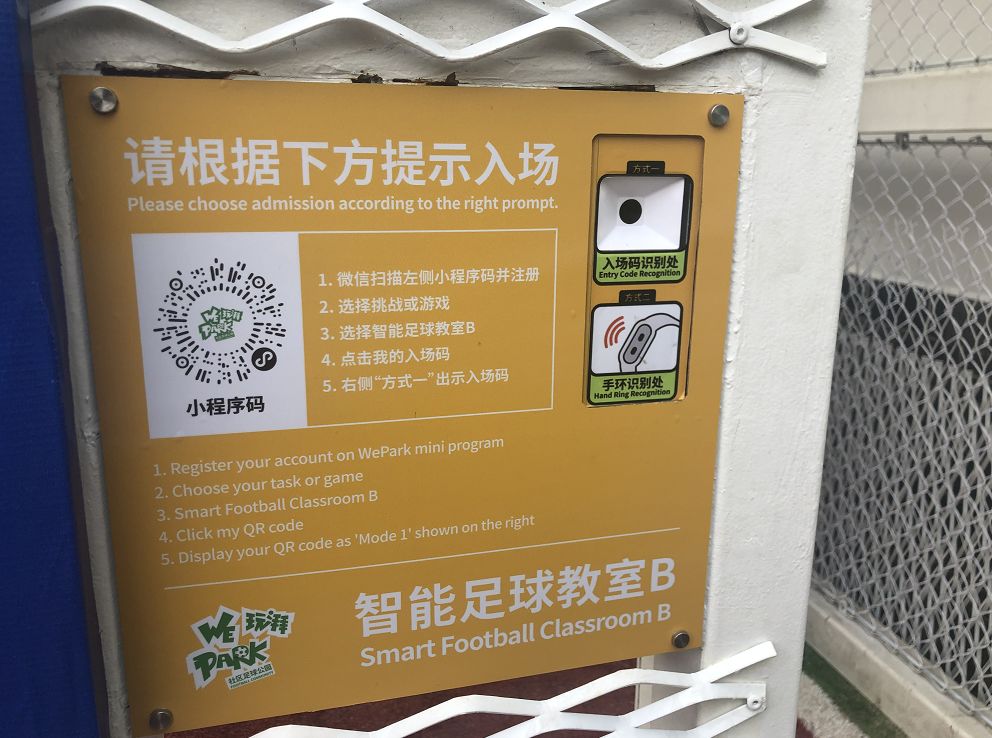 请根据下方提示入场
Please choose admission according to the right prompt.
WE 玩湃
PARK
小程序码
1. 微信扫描左侧小程序码并注册
2. 选择挑战或游戏
3. 选择智能足球教室B
4. 点击我的入场码
5. 右侧“方式一”出示入场码
方式一
入场码识别处
Entry Code Recognition
方式二
手环识别处
Hand Ring Recognition
1. Register your account on WePark mini program
2. Choose your task or game
3. Smart Football Classroom B
4. Click my QR code
5. Display your QR code as 'Mode 1' shown on the right
WE 玩湃
PARK
社区足球公园
FOOTBALL COMMUNITY
智能足球教室B
Smart Football Classroom B